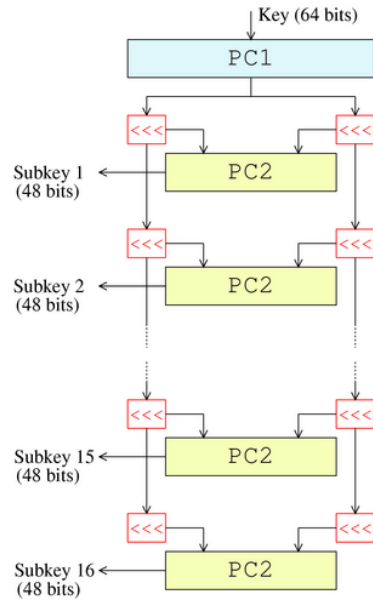 Key (64 bits)
PC1
<<< <<<
Subkey 1 PC2
(48 bits)
<<< <<<
Subkey 2 PC2
(48 bits)
<<< <<<
Subkey 15 PC2
(48 bits)
<<< <<<
Subkey 16 PC2
(48 bits)